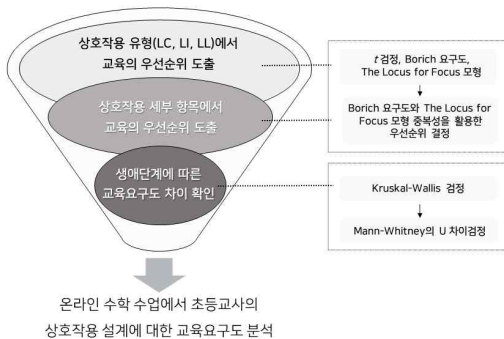 상호작용 유형(LC, LI, LL)에서
교육의 우선순위 도출
상호작용 세부 항목에서
교육의 우선순위 도출
생애단계에 따른
교육요구도 차이 확인
t검정, Borich 요구도,
The Locus for Focus 모형
Borich 요구도와 The Locus for
Focus 모형 중복성을 활용한
우선순위 결정
Kruskal-Wallis 검정
Mann-Whitney의 U 차이검정
온라인 수학 수업에서 초등교사의
상호작용 설계에 대한 교육요구도 분석